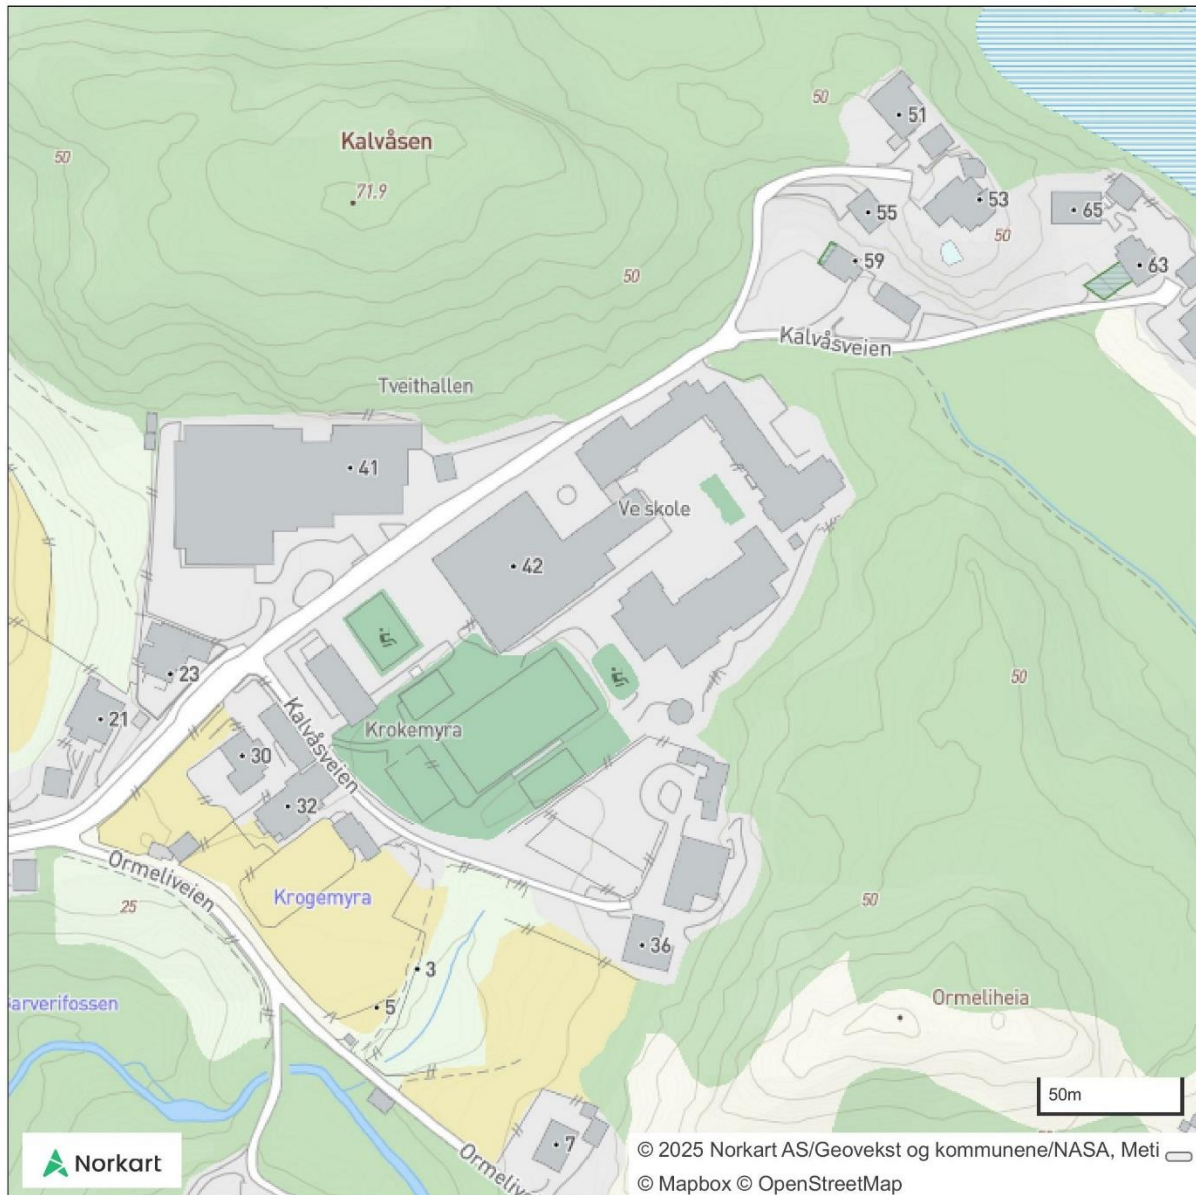 50
51
Kalvåsen
50
71.9
53
55
65
50
59
63
50
Kalvåsveien
Tveithallen
41
Ve skole
42
23
50
21
Kalvåsveien
Krokemyra
30
32
Ormeliveien
Krogemyra
25
50
36
3
Ormeliheia
5
arverifossen
50m
7
Ormelive
Norkart
© 2025 Norkart AS/Geovekst og kommunene/NASA, Meti
© Mapbox © OpenStreetMap